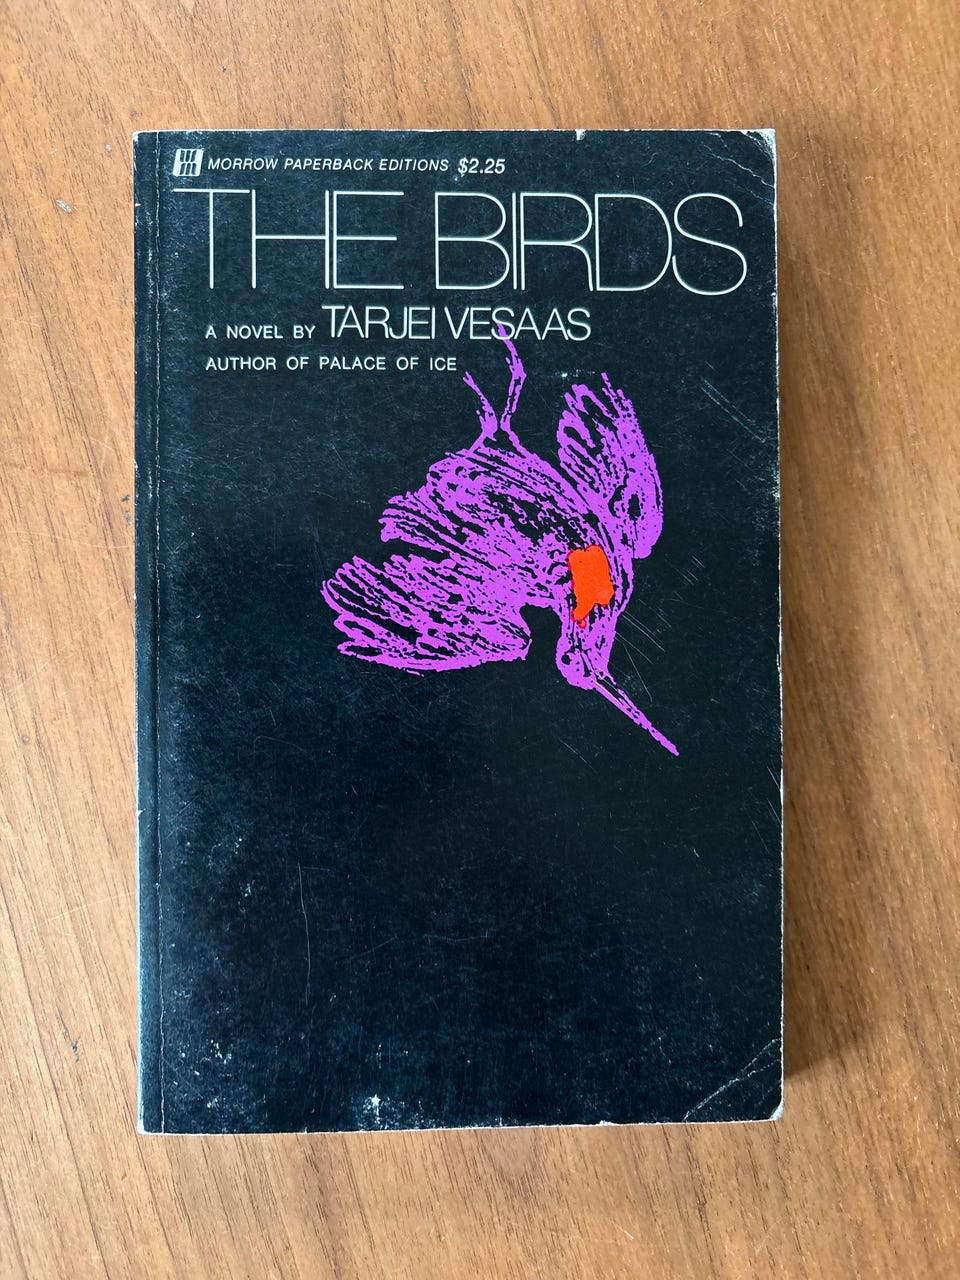 MORROW PAPERBACK EDITIONS $2.25
THE BIRDS
A NOVEL BY TARJEI VESAAS
AUTHOR OF PALACE OF ICE